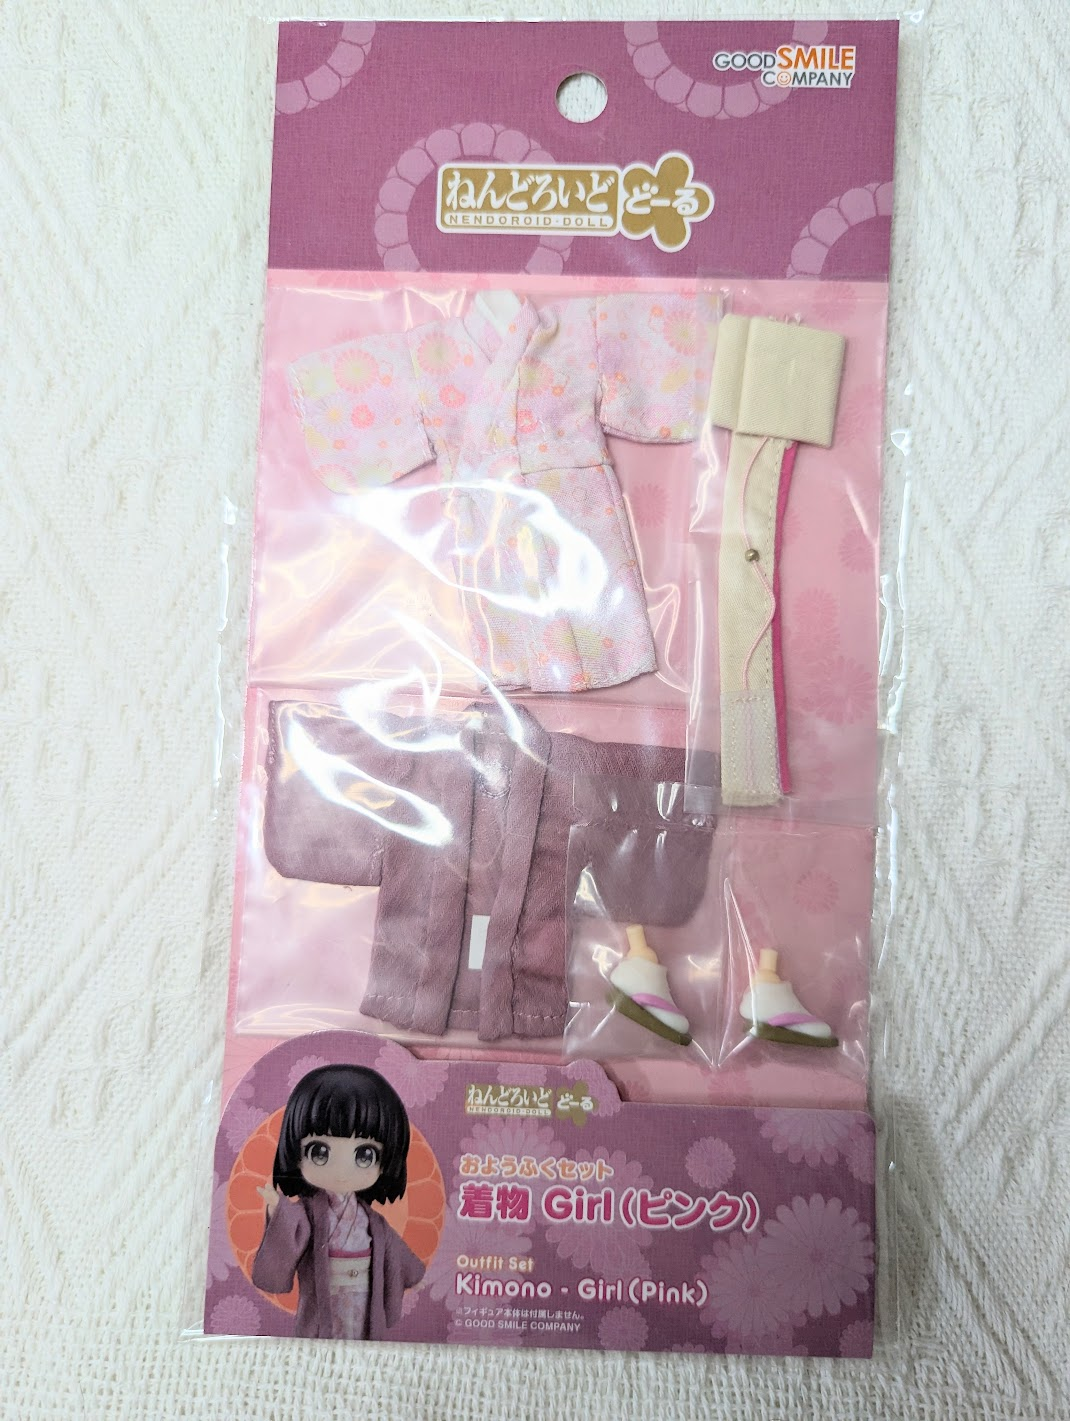 GOOD SMILE
COMPANY
ねんどろいど どーる
NENDOROID・DOLL
ねんどろいど どーる
NENDOROID・DOLL
おようふくセット
着物 Girl(ピンク)
Outfit Set
Kimono - Girl(Pink)
※フィギュア本体は付属しません。
© GOOD SMILE COMPANY